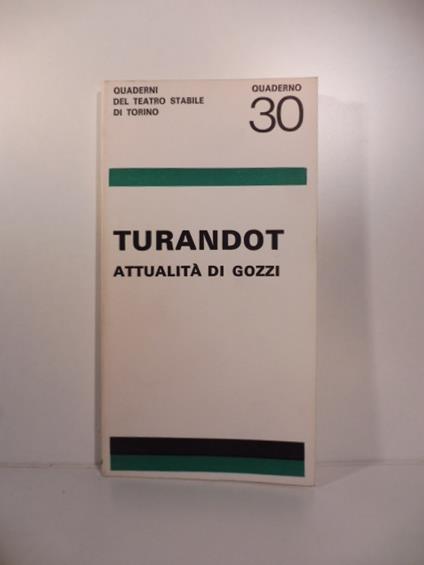 QUADERNI
DEL TEATRO STABILE
DI TORINO
QUADERNO
30
TURANDOT
ATTUALITÀ DI GOZZI